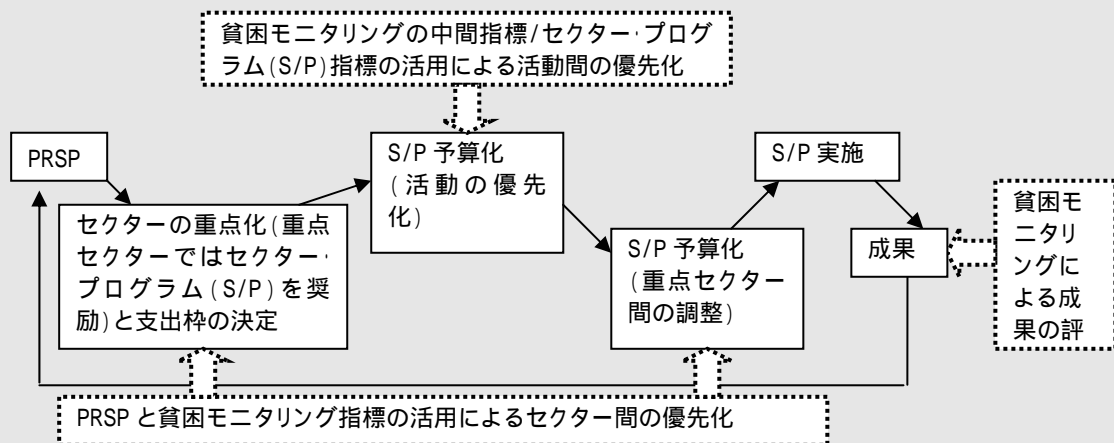 貧困モニタリングの中間指標/セクター・プログ
ラム(S/P)指標の活用による活動間の優先化
PRSP
S/P 予算化
(活動の優先
化)
S/P 実施
セクターの重点化(重点
セクターではセクター・
プログラム(S/P)を奨
励)と支出枠の決定
S/P 予算化
(重点セクター
間の調整)
成果
貧困モ
ニタリ
ングに
よる成
果の評
PRSP と貧困モニタリング指標の活用によるセクター間の優先化